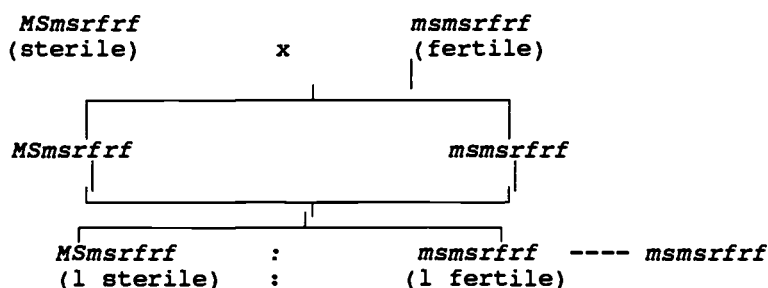 MSmsrfrf msmsrfrf
(sterile) x (fertile)
MSmsrfrf msmsrfrf
MSmsrfrf : msmsrfrf ---- msmsrfrf
(1 sterile) : (1 fertile)